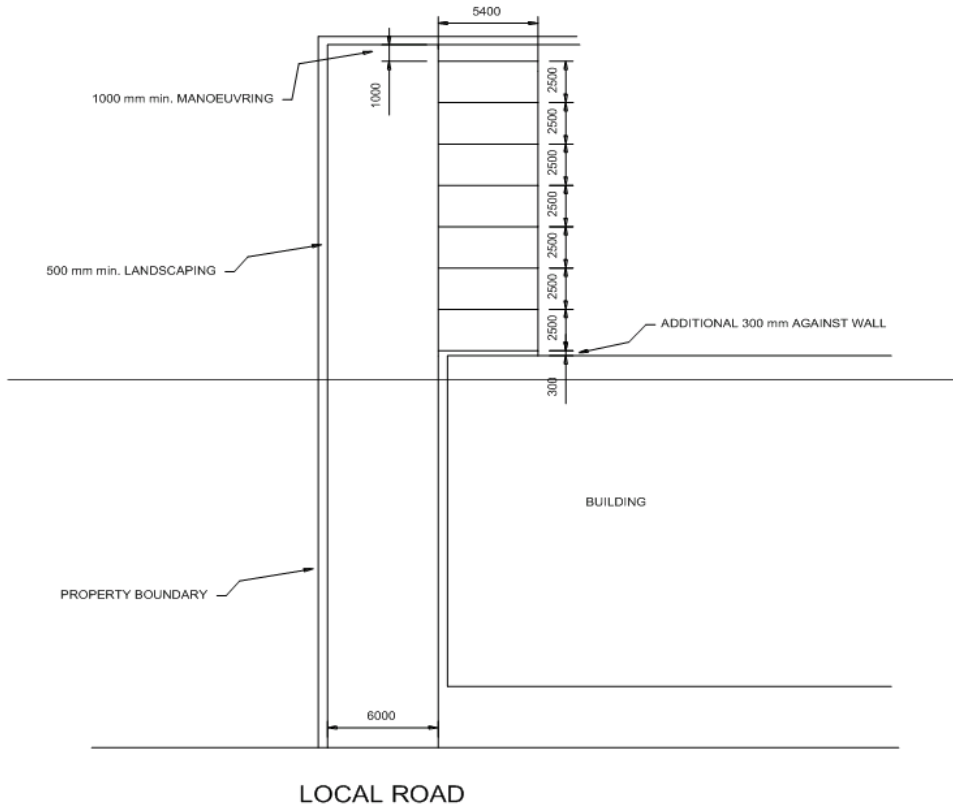 5400
1000 mm min. MANOEUVRING
1000
2500
2500
2500
2500
2500
2500
2500
500 mm min. LANDSCAPING
ADDITIONAL 300 mm AGAINST WALL
300
BUILDING
PROPERTY BOUNDARY
6000
LOCAL ROAD